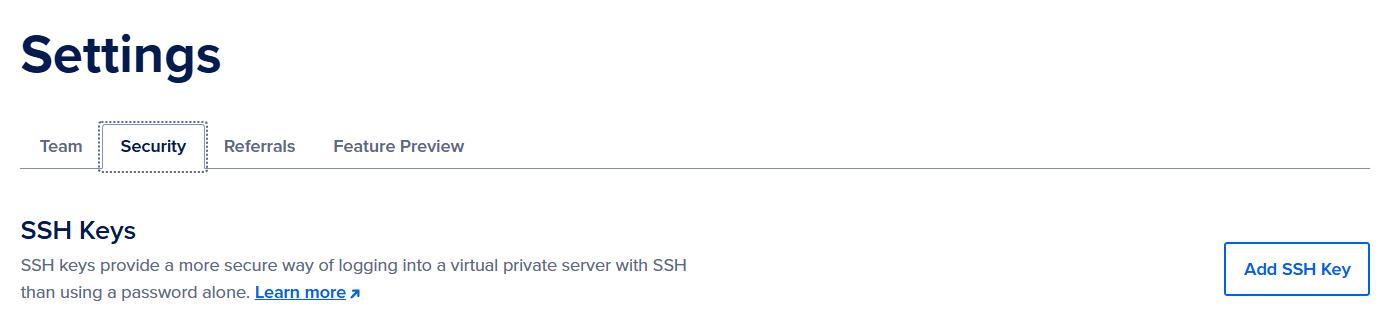 Settings
Team Security Referrals Feature Preview
SSH Keys
SSH keys provide a more secure way of logging into a virtual private server with SSH
than using a password alone. Learn more
Add SSH Key